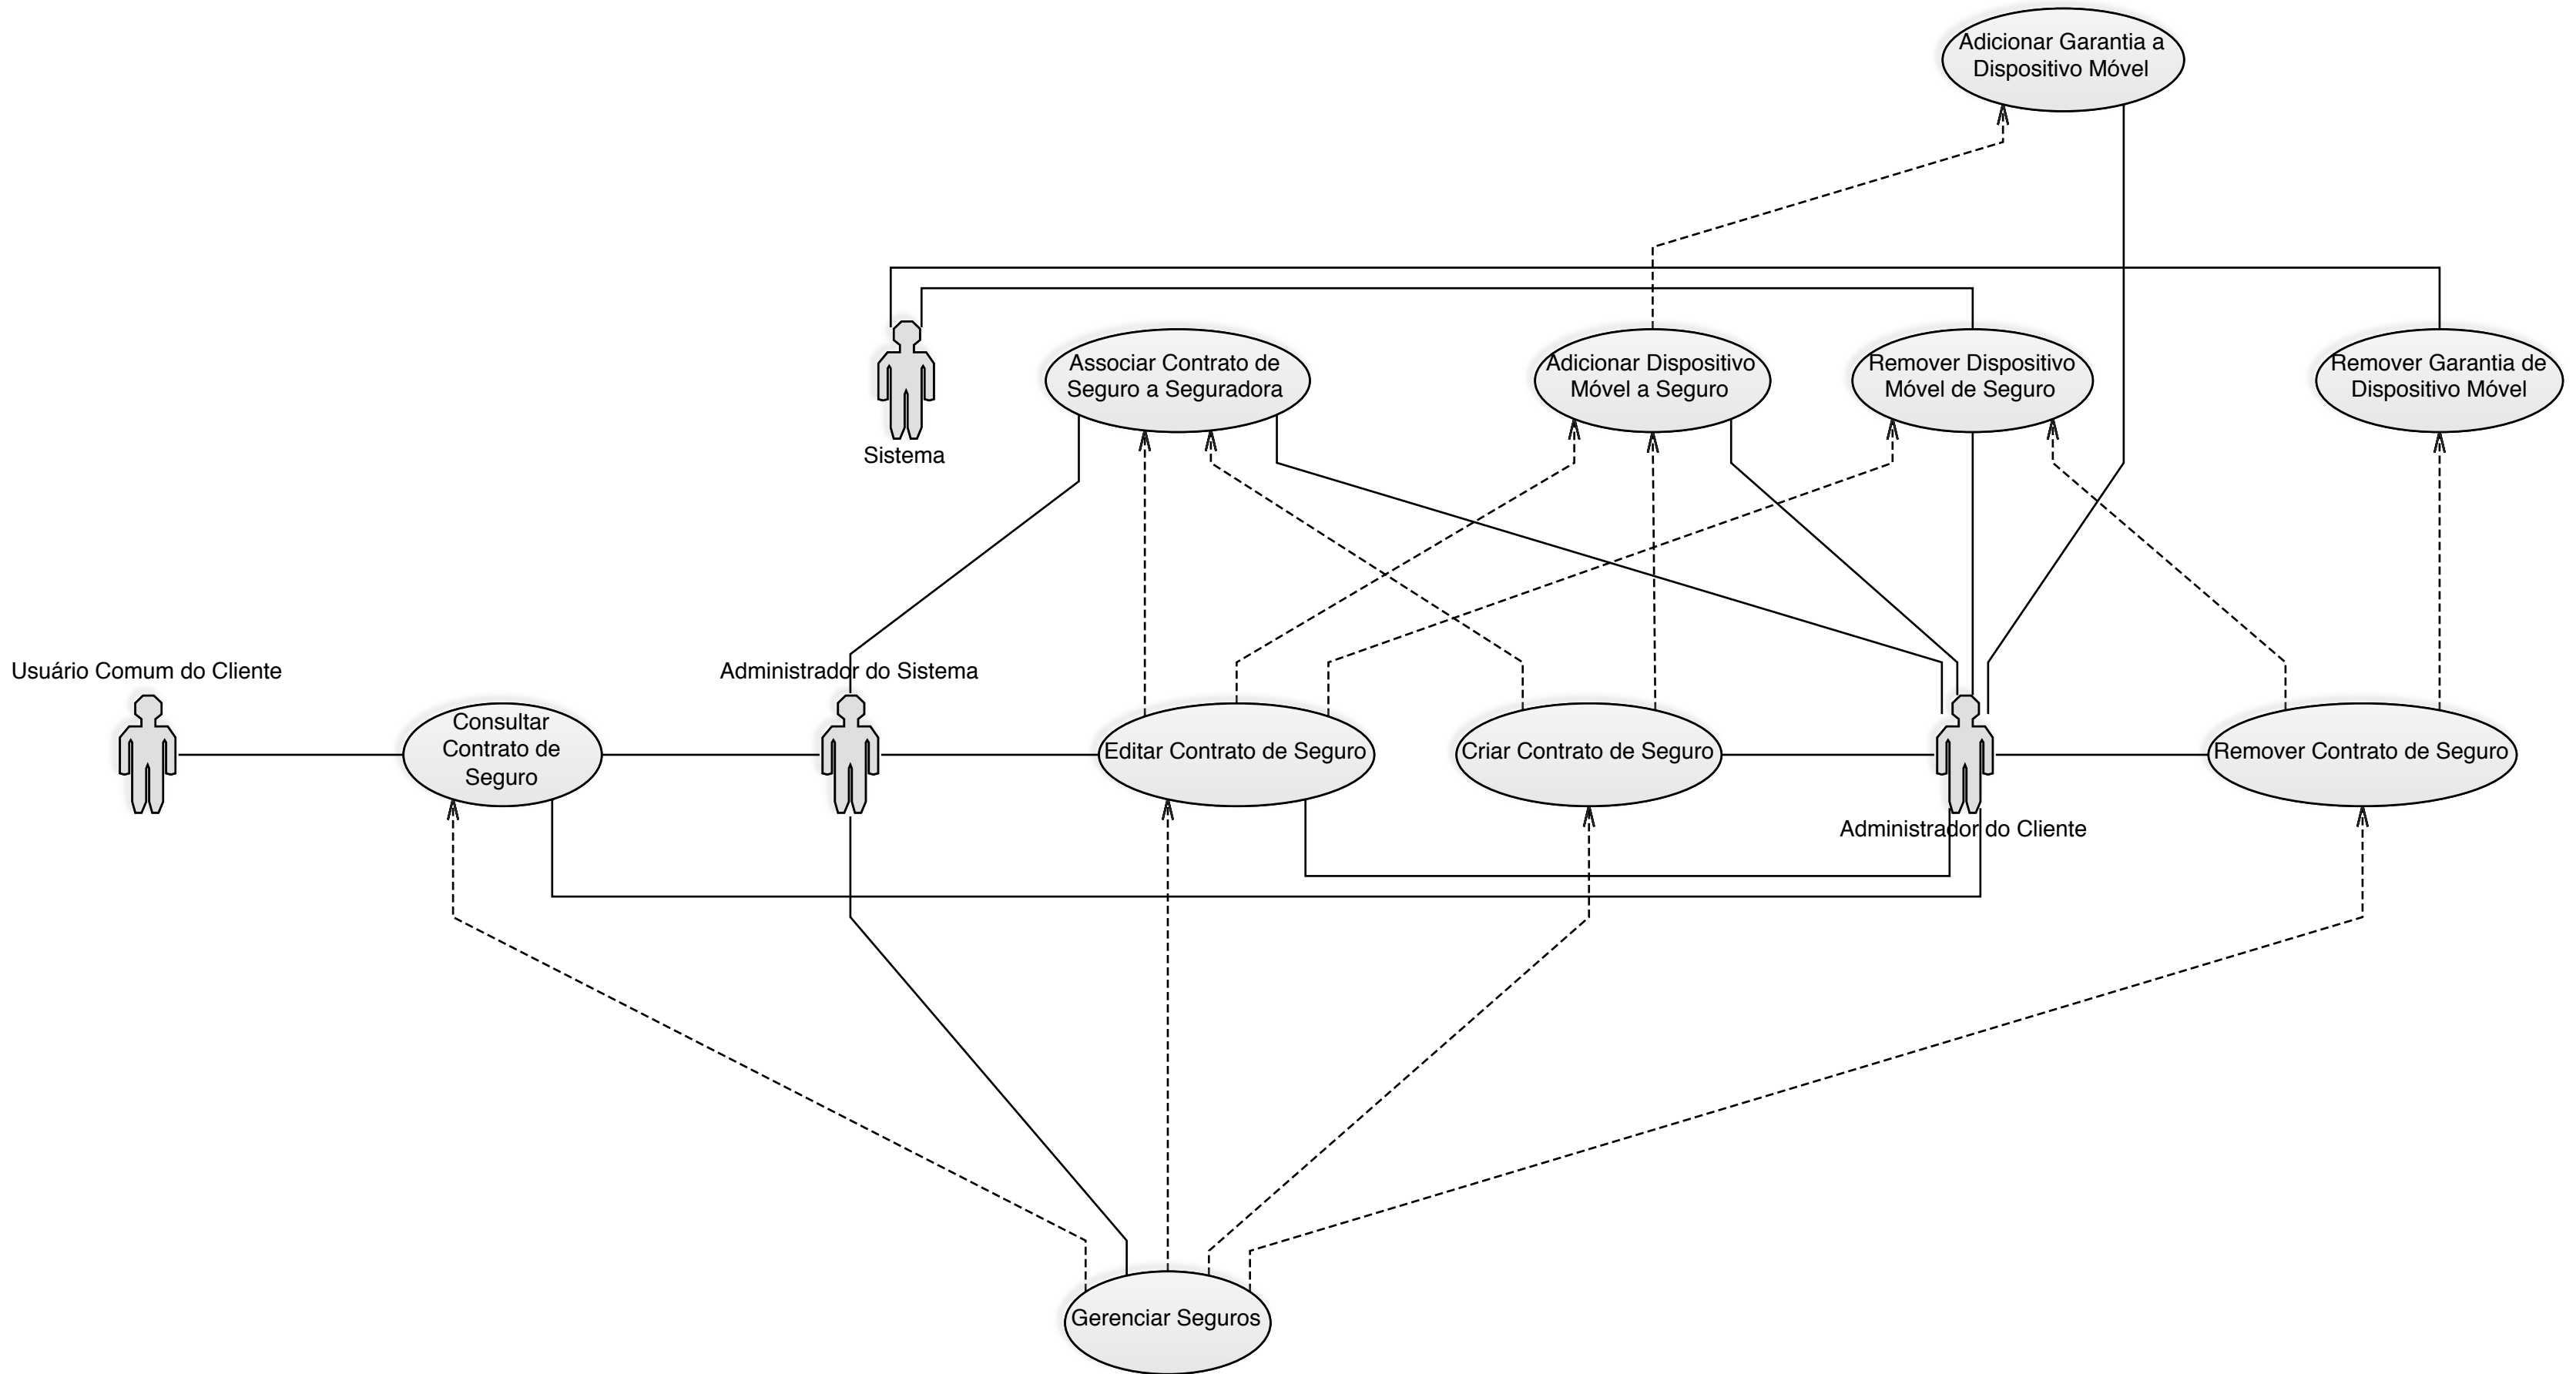 Adicionar Garantia a
Dispositivo Móvel
Associar Contrato de
Seguro a Seguradora
Adicionar Dispositivo
Móvel a Seguro
Remover Dispositivo
Móvel de Seguro
Remover Garantia de
Dispositivo Móvel
Sistema
Usuário Comum do Cliente
Administrador do Sistema
Consultar
Contrato de
Seguro
Editar Contrato de Seguro
Criar Contrato de Seguro
Remover Contrato de Seguro
Administrador do Cliente
Gerenciar Seguros